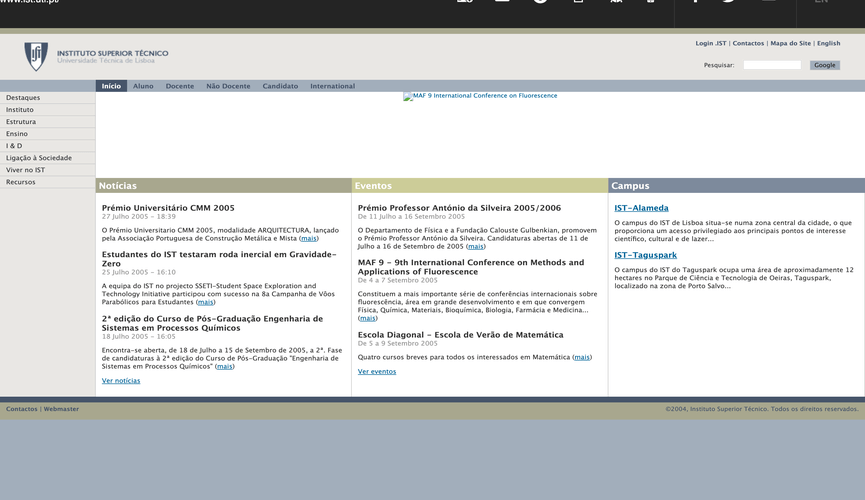 www.ist.utl.pt
EN
INSTITUTO SUPERIOR TÉCNICO
Universidade Técnica de Lisboa
Login .IST | Contactos | Mapa do Site | English
Pesquisar:
Google
Início Aluno Docente Não Docente Candidato International
Destaques
Instituto
Estrutura
Ensino
I & D
Ligação à Sociedade
Viver no IST
Recursos
MAF 9 International Conference on Fluorescence
Notícias
Prémio Universitário CMM 2005
27 Julho 2005 - 18:39
O Prémio Universitario CMM 2005, modalidade ARQUITECTURA, lançado
pela Associação Portuguesa de Construção Metálica e Mista (mais)
Estudantes do IST testaram roda inercial em Gravidade-
Zero
25 Julho 2005 - 16:10
A equipa do IST no projecto SSETI-Student Space Exploration and
Technology Initiative participou com sucesso na 8a Campanha de Vôos
Parabólicos para Estudantes (mais)
2ª edição do Curso de Pós-Graduação Engenharia de
Sistemas em Processos Químicos
18 Julho 2005 - 16:05
Encontra-se aberta, de 18 de Julho a 15 de Setembro de 2005, a 2ª. Fase
de candidaturas à 2ª edição do Curso de Pós-Graduação "Engenharia de
Sistemas em Processos Químicos" (mais)
Ver notícias
Eventos
Prémio Professor António da Silveira 2005/2006
De 11 Julho a 16 Setembro 2005
O Departamento de Física e a Fundação Calouste Gulbenkian, promovem
o Prémio Professor António da Silveira. Candidaturas abertas de 11 de
Julho a 16 de Setembro de 2005 (mais)
MAF 9 - 9th International Conference on Methods and
Applications of Fluorescence
De 4 a 7 Setembro 2005
Constituem a mais importante série de conferências internacionais sobre
fluorescência, área em grande desenvolvimento e em que convergem
Física, Química, Materiais, Bioquímica, Biologia, Farmácia e Medicina...
(mais)
Escola Diagonal - Escola de Verão de Matemática
De 5 a 9 Setembro 2005
Quatro cursos breves para todos os interessados em Matemática (mais)
Ver eventos
Campus
IST-Alameda
O campus do IST de Lisboa situa-se numa zona central da cidade, o que
proporciona um acesso privilegiado aos principais pontos de interesse
científico, cultural e de lazer...
IST-Taguspark
O campus do IST do Taguspark ocupa uma área de aproximadamente 12
hectares no Parque de Ciência e Tecnologia de Oeiras, Taguspark,
localizado na zona de Porto Salvo...
Contactos | Webmaster
©2004, Instituto Superior Técnico. Todos os direitos reservados.